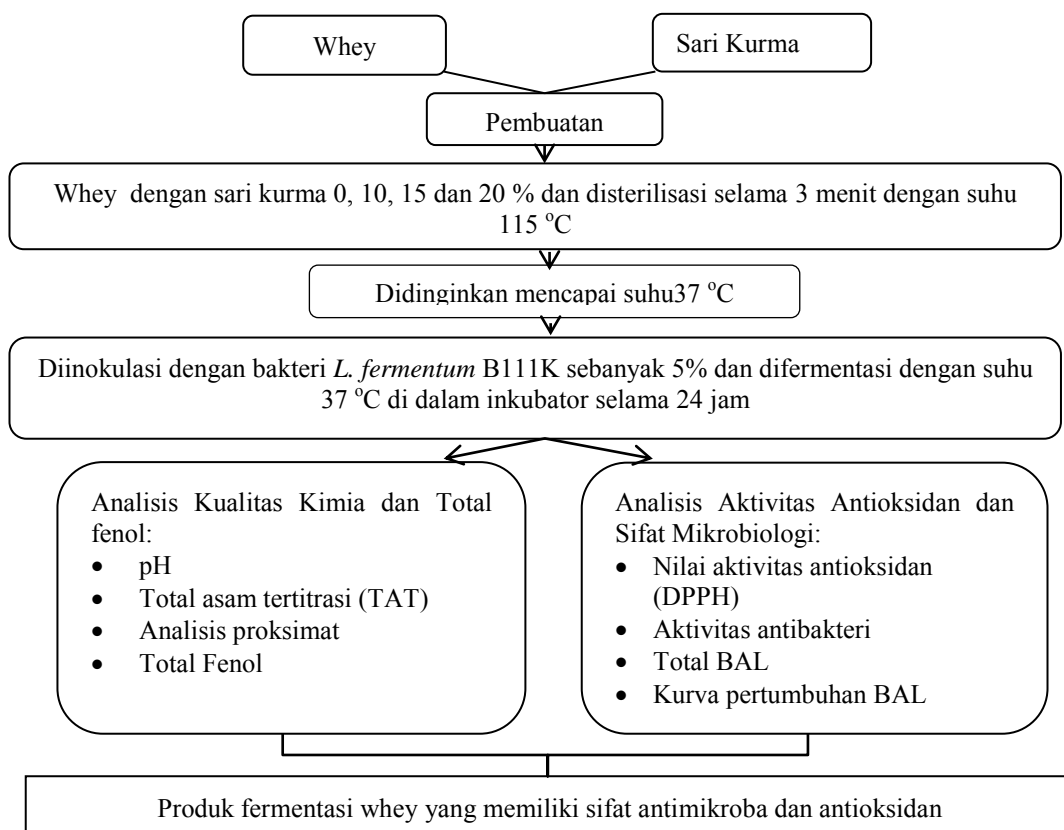 Whey
Sari Kurma
Pembuatan
Whey dengan sari kurma 0, 10, 15 dan 20 % dan disterilisasi selama 3 menit dengan suhu
115 °C
Didinginkan mencapai suhu37 °C
Diinokulasi dengan bakteri L. fermentum B111K sebanyak 5% dan difermentasi dengan suhu
37 °C di dalam inkubator selama 24 jam
Analisis Kualitas Kimia dan Total
fenol:
• pH
• Total asam tertitrasi (TAT)
• Analisis proksimat
• Total Fenol
Analisis Aktivitas Antioksidan dan
Sifat Mikrobiologi:
• Nilai aktivitas antioksidan
(DPPH)
• Aktivitas antibakteri
• Total BAL
• Kurva pertumbuhan BAL
Produk fermentasi whey yang memiliki sifat antimikroba dan antioksidan